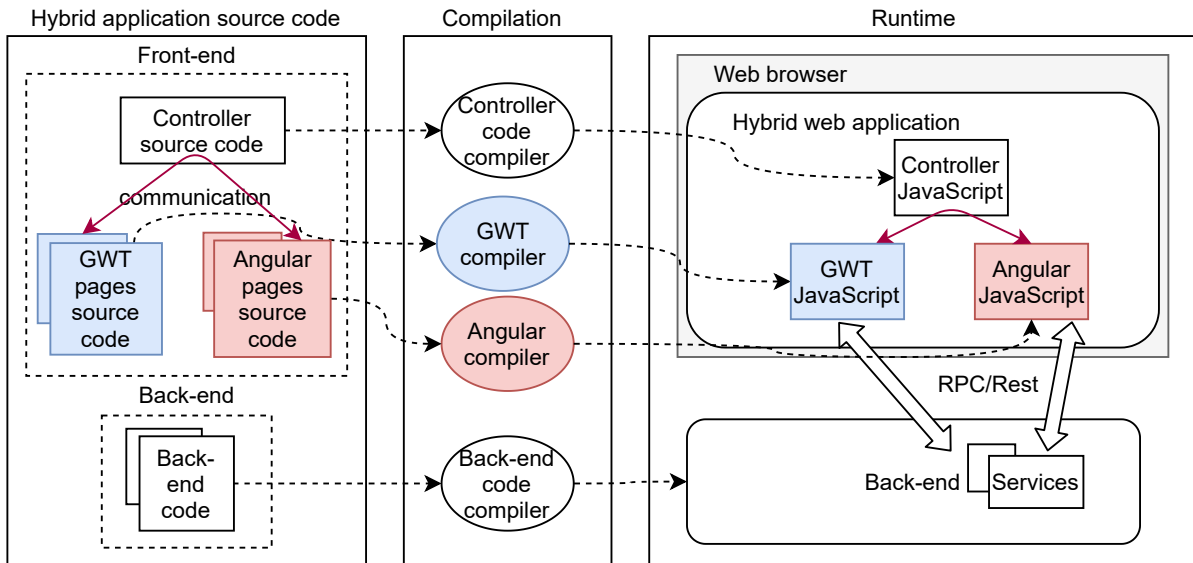 Hybrid application source code
Compilation
Runtime
Front-end
Controller
source code
communication
GWT
pages
source
code
Angular
pages
source
code
Back-end
Back-
end
code
Controller
code
compiler
GWT
compiler
Angular
compiler
Back-end
code
compiler
Web browser
Hybrid web application
Controller
JavaScript
GWT
JavaScript
Angular
JavaScript
RPC/Rest
Back-end
Services